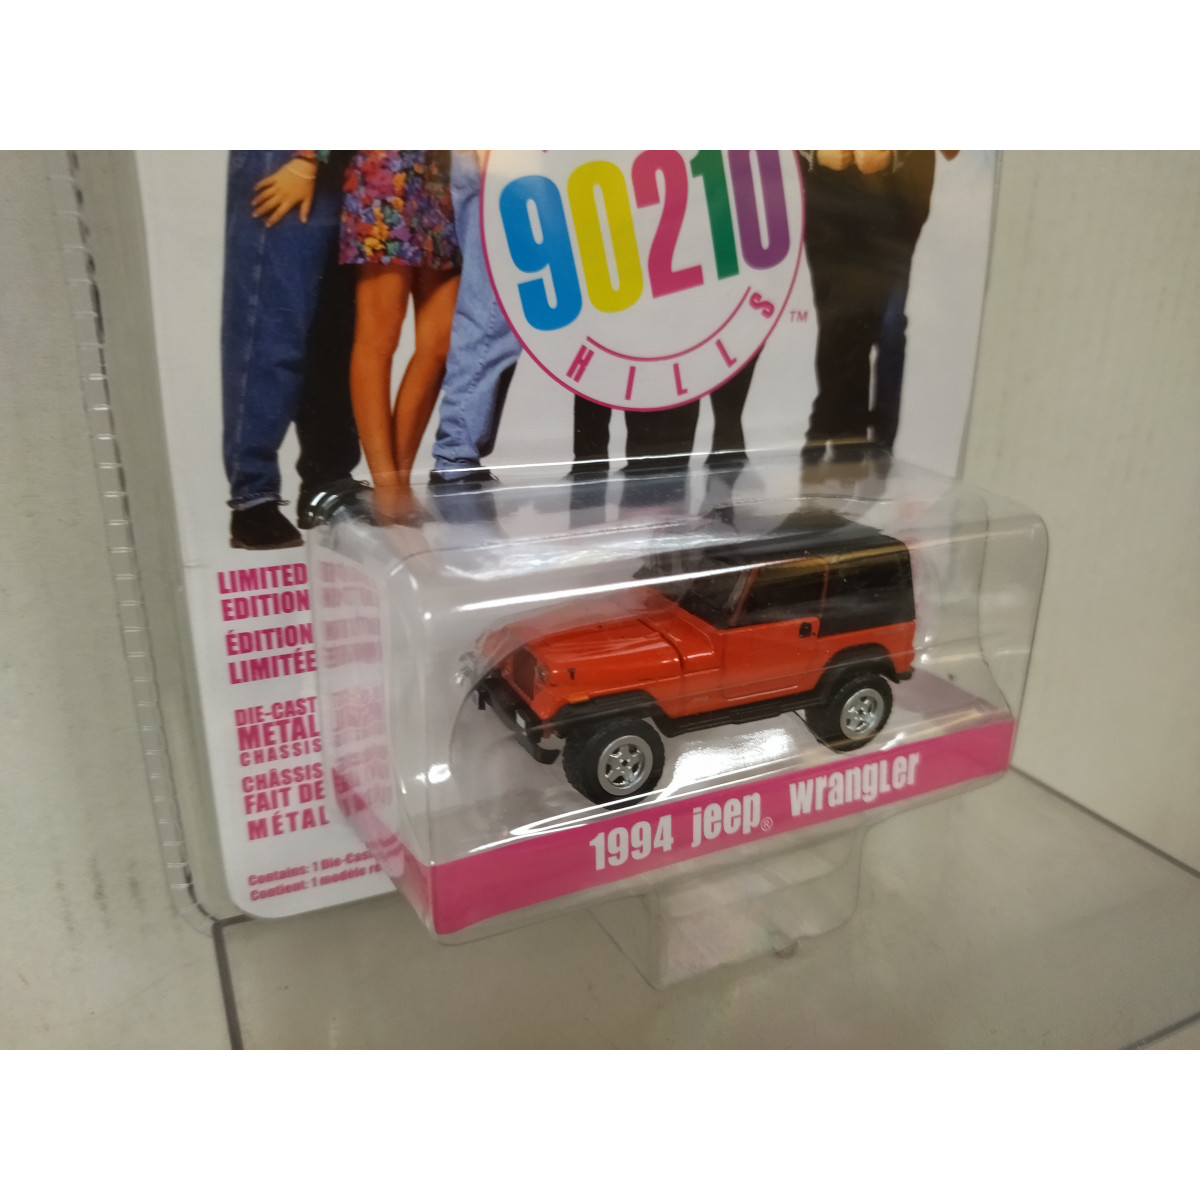 90210
HILLS
TM
LIMITED
EDITION
ÉDITION
LIMITÉE
DIE-CAST
METAL
CHASSIS
CHÂSSIS
FAIT DE
MÉTAL
Contains: 1 Die-Cast
Contient: 1 modèle
1994 jeep® wrangler